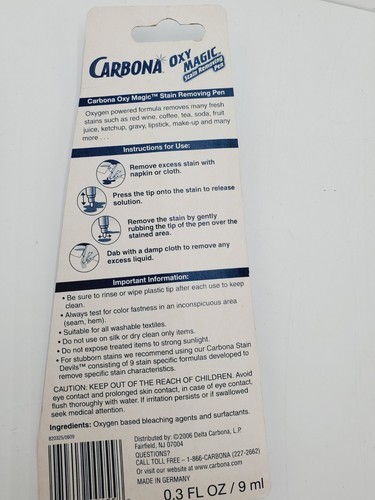 CARBONA OXY MAGIC
Stain Removing Pen
Carbona Oxy Magic™ Stain Removing Pen
Oxygen powered formula removes many fresh
stains such as red wine, coffee, tea, soda, fruit
juice, ketchup, gravy, lipstick, make-up and many
more . . .
Instructions for Use:
Remove excess stain with
napkin or cloth.
Press the tip onto the stain to release
solution.
Remove the stain by gently
rubbing the tip of the pen over the
stained area.
Dab with a damp cloth to remove any
excess liquid.
Important Information:
• Be sure to rinse or wipe plastic tip after each use to keep
clean.
• Always test for color fastness in an inconspicuous area
(seam, hem).
• Suitable for all washable textiles.
• Do not use on silk or dry clean only items.
• Do not expose treated items to strong sunlight.
• For stubborn stains we recommend using our Carbona Stain
Devils™ consisting of 9 stain specific formulas developed to
remove specific stain characteristics.
CAUTION: KEEP OUT OF THE REACH OF CHILDREN. Avoid
eye contact and prolonged skin contact, in case of eye contact,
flush thoroughly with water. If irritation persists or if swallowed
seek medical attention.
Ingredients: Oxygen based bleaching agents and surfactants.
820325/0609
Distributed by: ©2006 Delta Carbona, L.P.
Fairfield, NJ 07004
QUESTIONS?
CALL TOLL FREE – 1-866-CARBONA (227-2662)
Or visit our website at www.carbona.com
MADE IN GERMANY
0.3 FL OZ / 9 ml